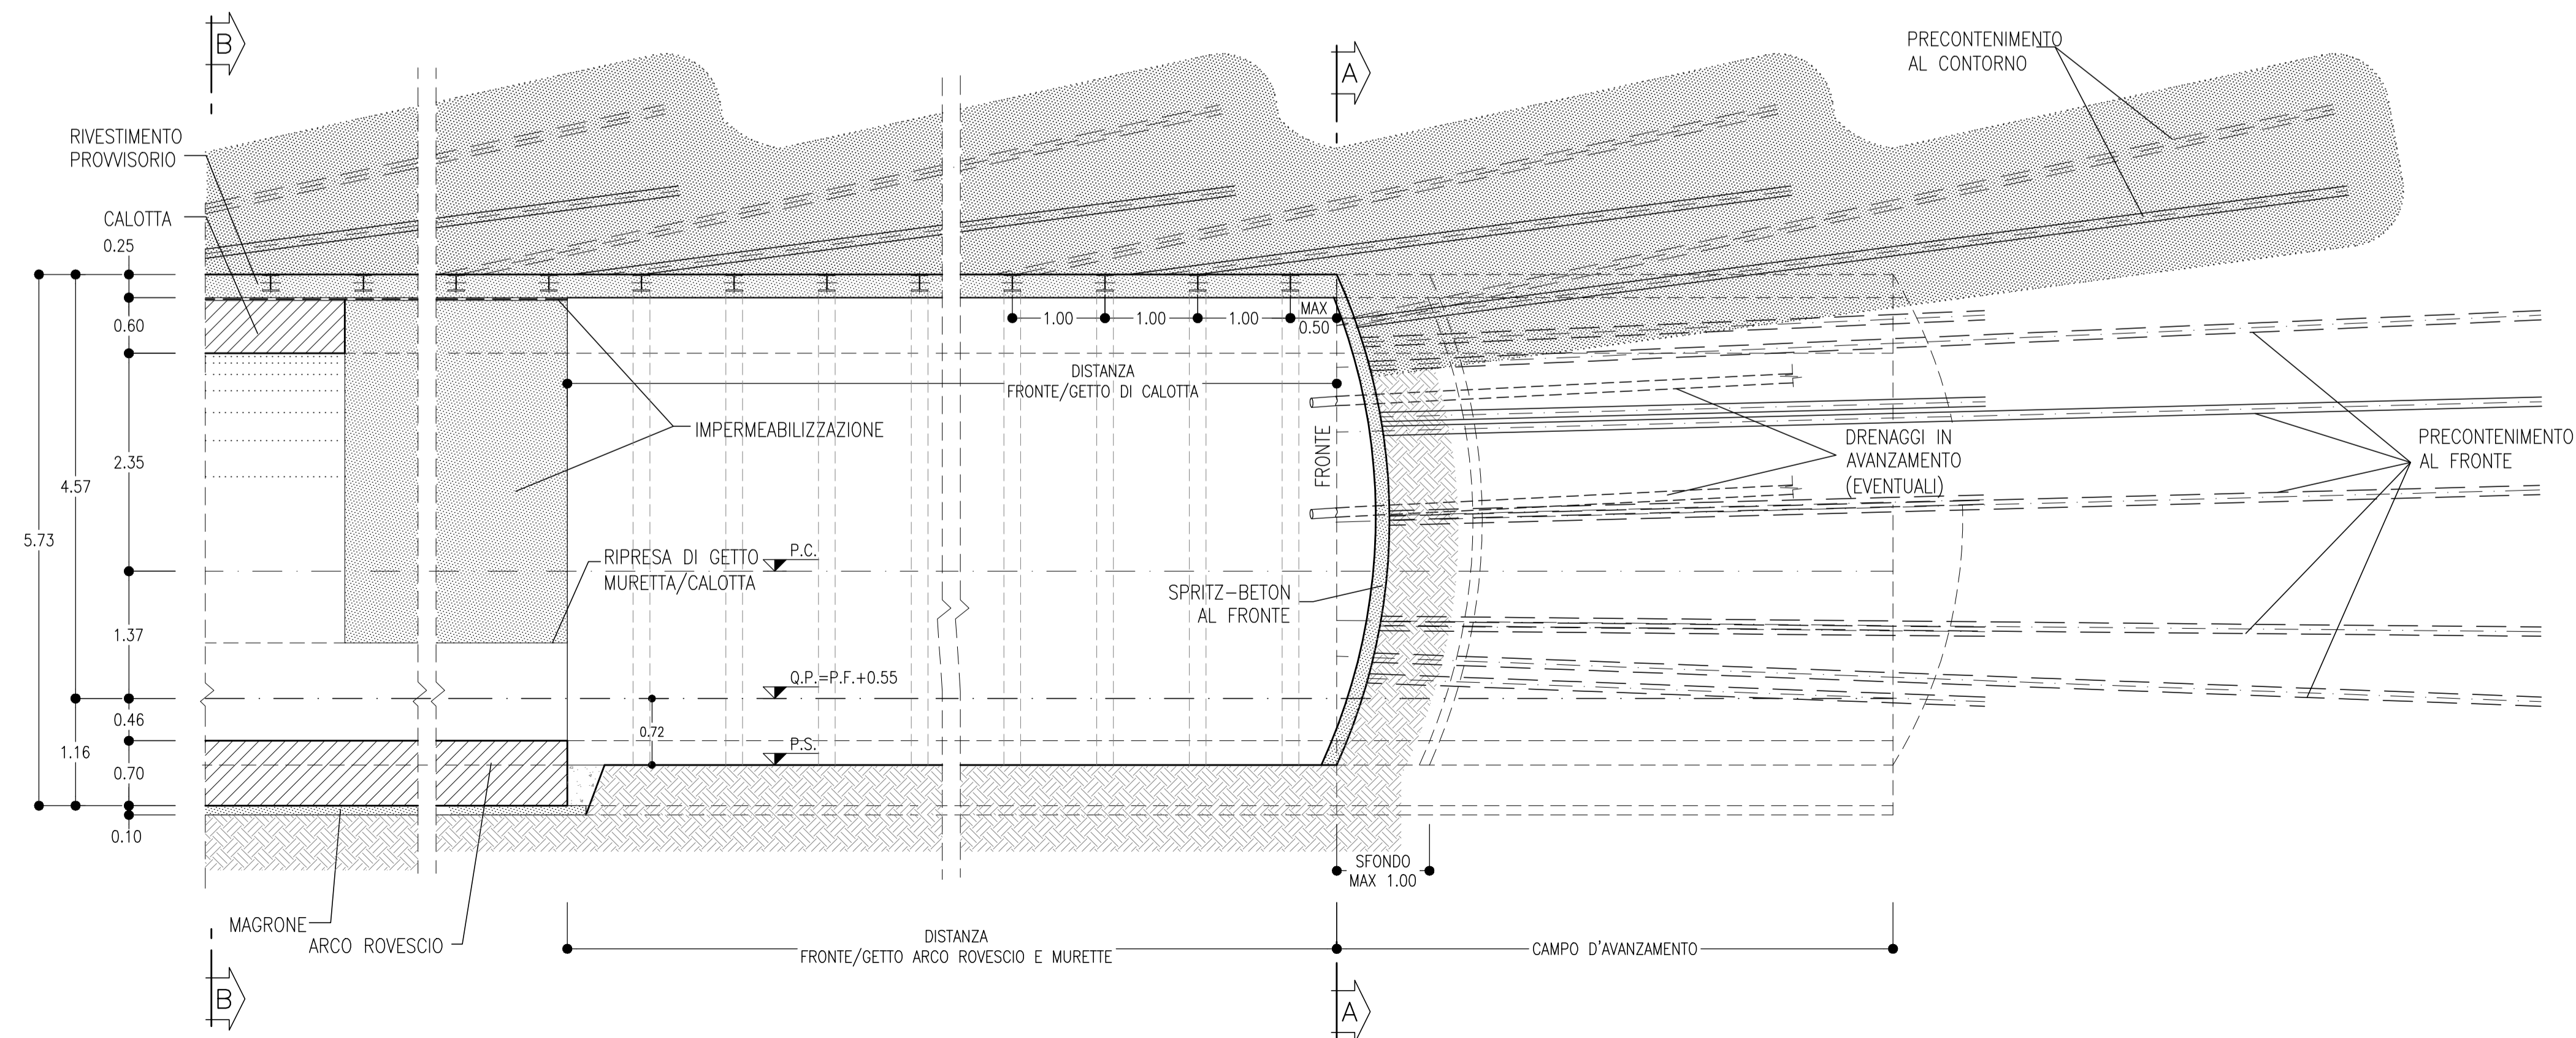 B
A
PRECONTENIMENTO
AL CONTORNO
RIVESTIMENTO
PROVVISORIO
CALOTTA
0.25
0.60
2.35
4.57
5.73
1.37
0.46
1.16
0.70
0.10
1.00
1.00
1.00
MAX
0.50
DISTANZA
FRONTE/GETTO DI CALOTTA
IMPERMEABILIZZAZIONE
FRONTE
DRENAGGI IN
AVANZAMENTO
(EVENTUALI)
PRECONTENIMENTO
AL FRONTE
RIPRESA DI GETTO
MURETTA/CALOTTA
P.C.
SPRITZ-BETON
AL FRONTE
Q.P.=P.F.+0.55
0.72
P.S.
SFONDO
MAX 1.00
MAGRONE
ARCO ROVESCIO
DISTANZA
FRONTE/GETTO ARCO ROVESCIO E MURETTE
CAMPO D'AVANZAMENTO
B
A